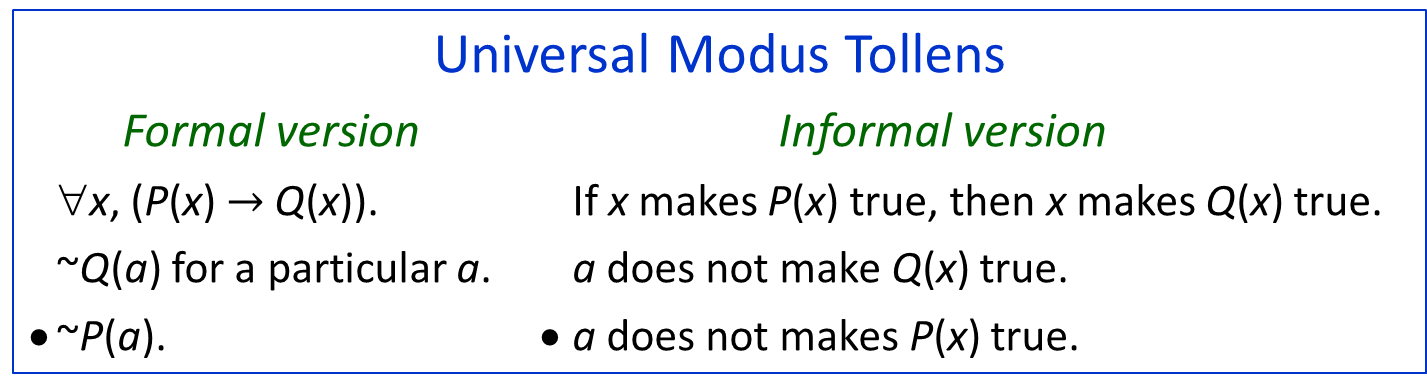 Universal Modus Tollens
Formal version Informal version
∀x, (P(x) → Q(x)). If x makes P(x) true, then x makes Q(x) true.
~Q(a) for a particular a. a does not make Q(x) true.
• ~P(a). • a does not makes P(x) true.